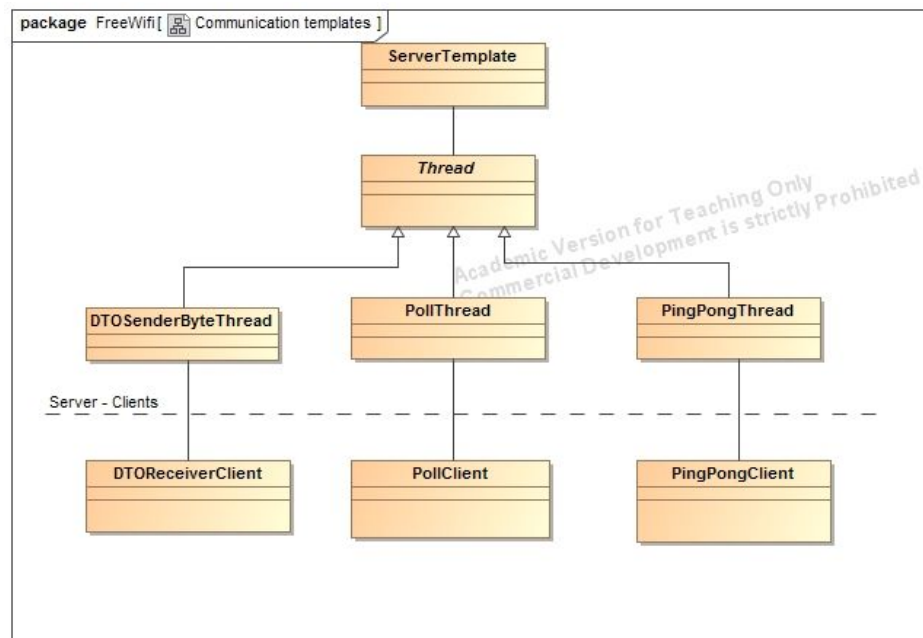 package FreeWifi[ Communication templates ]
ServerTemplate
Thread
Academic Version for Teaching Only
Commercial Development is strictly Prohibited
DTOSenderByteThread
PollThread
PingPongThread
Server - Clients
DTOReceiverClient
PollClient
PingPongClient